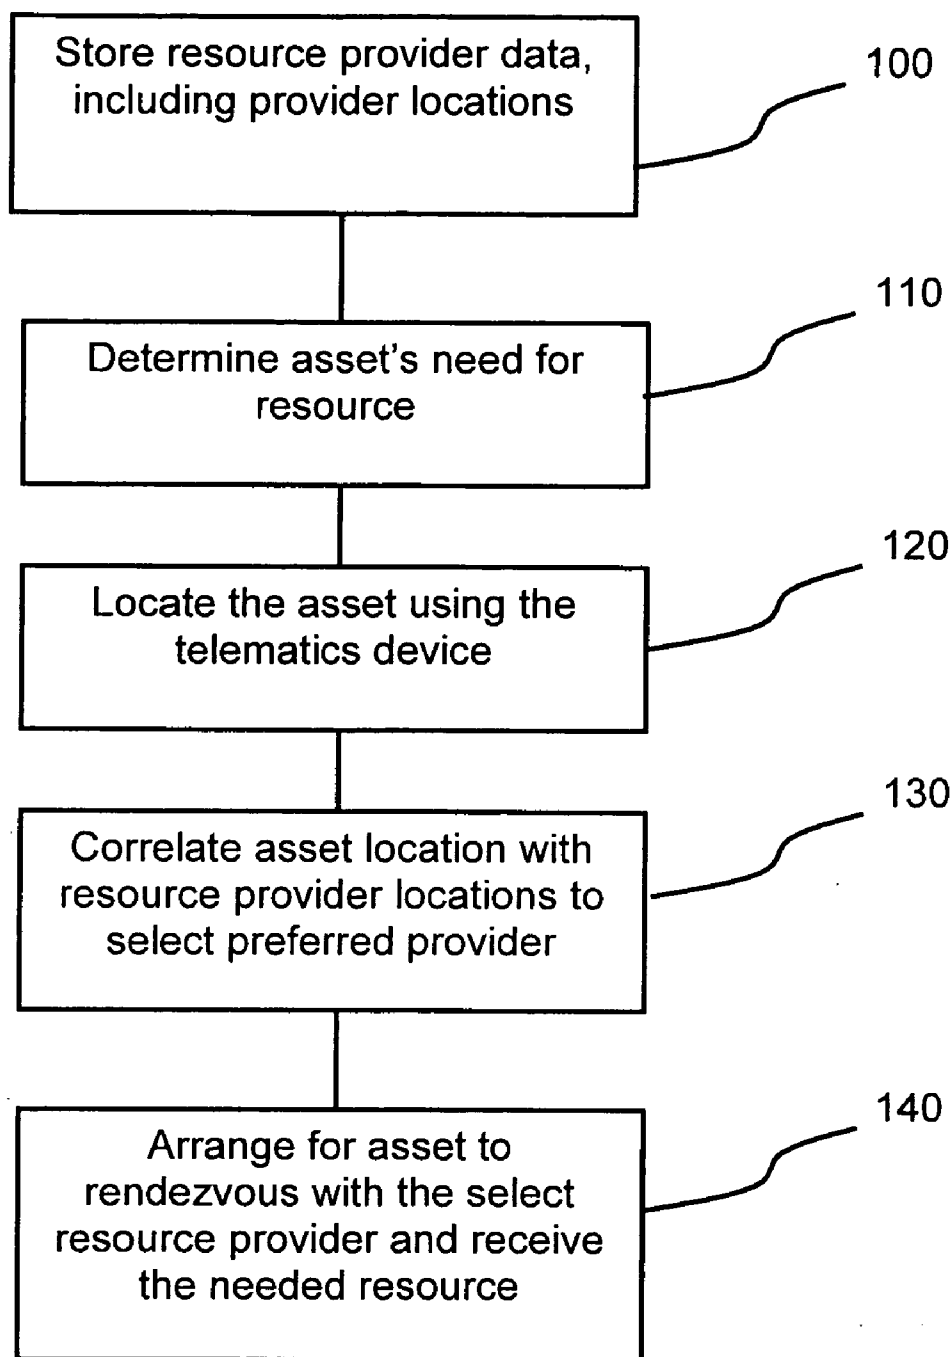 Store resource provider data,
including provider locations
100
110
Determine asset's need for
resource
120
Locate the asset using the
telematics device
130
Correlate asset location with
resource provider locations to
select preferred provider
140
Arrange for asset to
rendezvous with the select
resource provider and receive
the needed resource